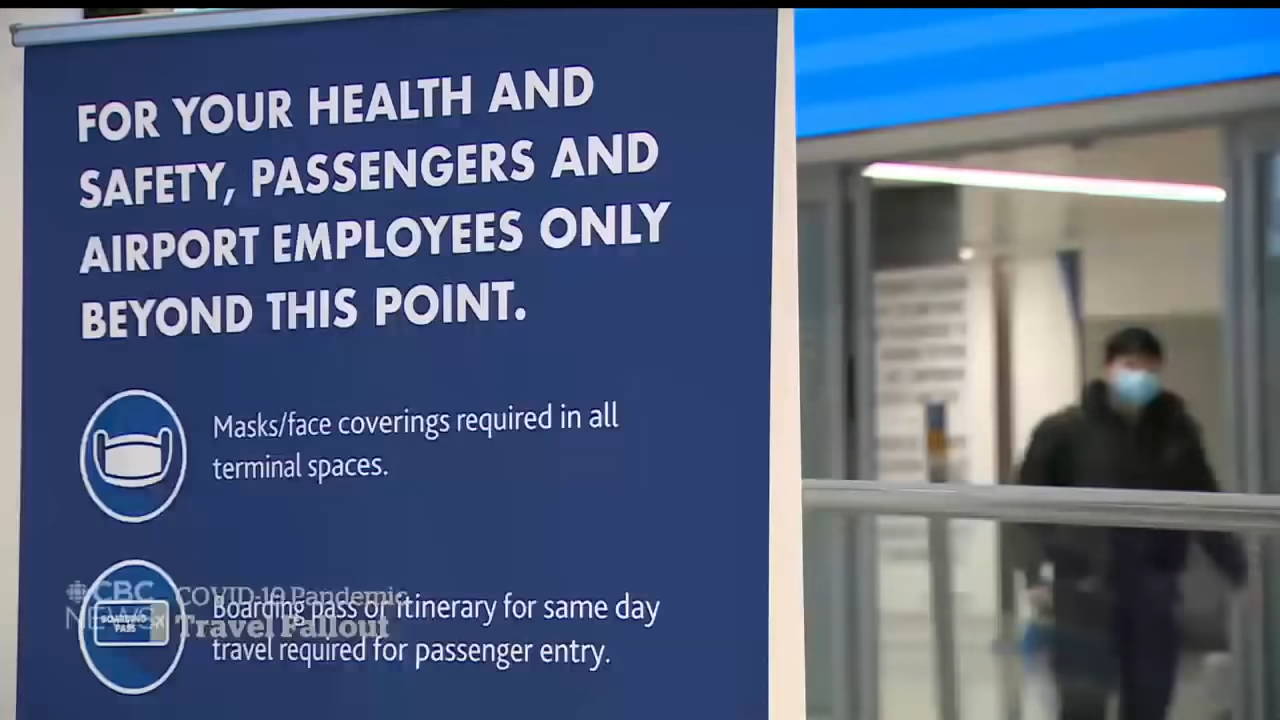 FOR YOUR HEALTH AND
SAFETY, PASSENGERS AND
AIRPORT EMPLOYEES ONLY
BEYOND THIS POINT.
Masks/face coverings required in all
terminal spaces.
Boarding pass or itinerary for same day
travel required for passenger entry.
BOARDING
PASS
CBC
NEWS
COVID-19 Pandemic
Travel Fallout